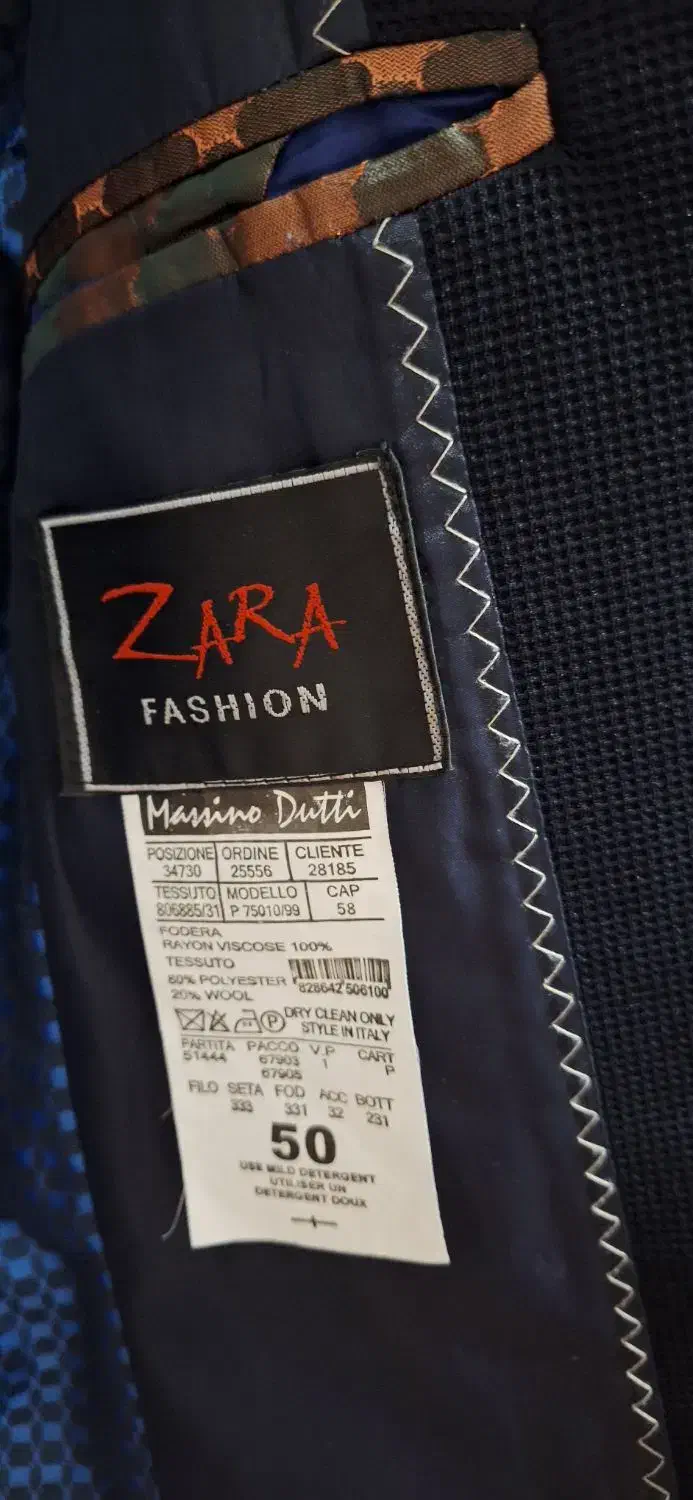 ZARA
FASHION
Massino Dutti
POSIZIONE ORDINE CLIENTE
34730 25556 28185
TESSUTO MODELLO CAP
806885/31 P 75010/99 58
FODERA
RAYON VISCOSE 100%
TESSUTO
80% POLYESTER
20% WOOL
828642 506100
P
DRY CLEAN ONLY
STYLE IN ITALY
PARTITA PACCO V.P CART
51444 67903 1 P
67905
FILO SETA FOD ACC BOTT
333 331 32 231
50
USE MILD DETERGENT
UTILISER UN
DETERGENT DOUX